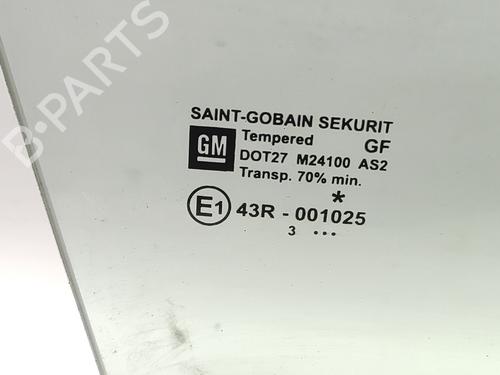 B-PARTS
SAINT-GOBAIN SEKURIT
GM Tempered GF
DOT27 M24100 AS2
Transp. 70% min.
*
E1 43R - 001025
3 ...